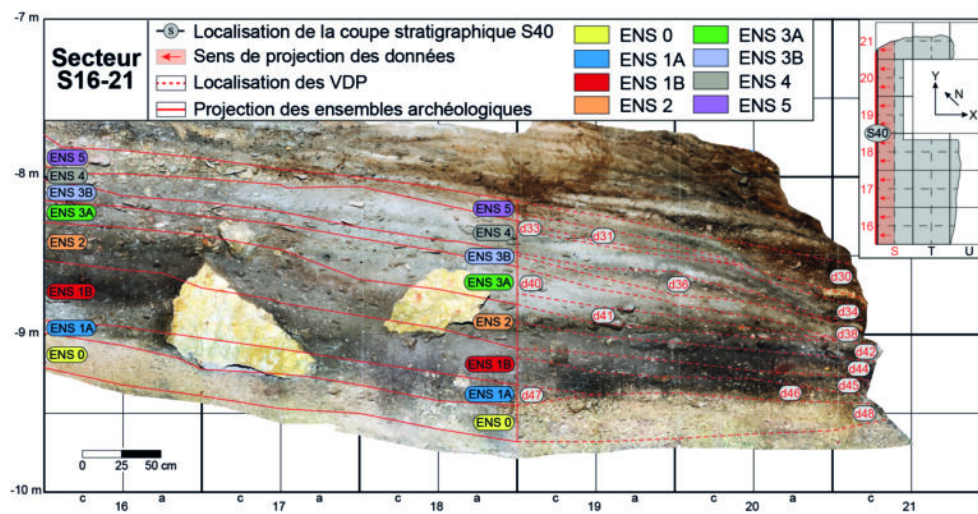 -7 m
Secteur
S16-21
S
Localisation de la coupe stratigraphique S40
Sens de projection des données
Localisation des VDP
Projection des ensembles archéologiques
ENS 0
ENS 1A
ENS 1B
ENS 2
ENS 3A
ENS 3B
ENS 4
ENS 5
21
20
19
S40
18
17
16
S
T
U
Y
N
X
-8 m
ENS 5
ENS 4
ENS 3B
ENS 3A
ENS 2
ENS 1B
ENS 1A
ENS 0
ENS 5
ENS 4
ENS 3B
ENS 3A
ENS 2
ENS 1B
ENS 1A
ENS 0
d33
d31
d30
d40
d36
d34
d41
d38
d42
d44
d45
d47
d46
d48
-9 m
0 25 50 cm
-10 m
c a c a c a a c a c
16 17 18 19 20 21